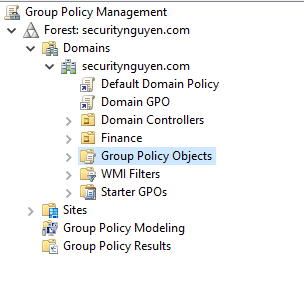 Group Policy Management
Forest: securitynguyen.com
Domains
securitynguyen.com
Default Domain Policy
Domain GPO
Domain Controllers
Finance
Group Policy Objects
WMI Filters
Starter GPOs
Sites
Group Policy Modeling
Group Policy Results